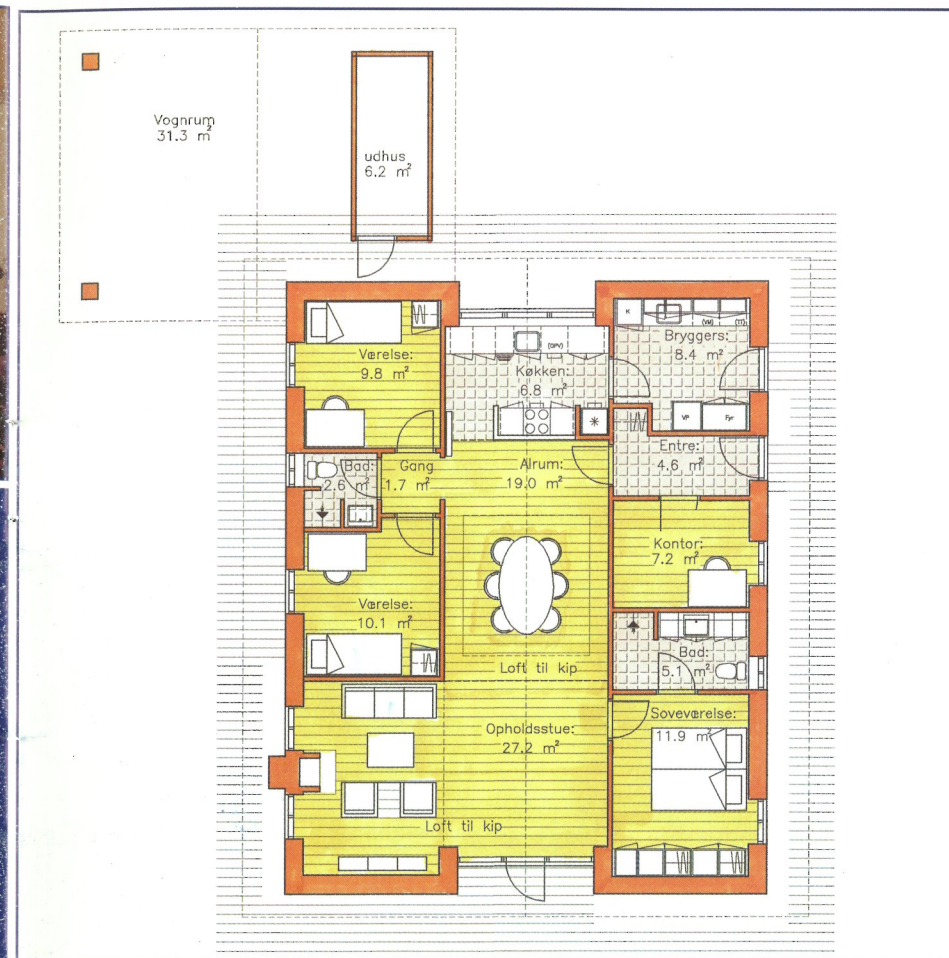 Vognrum
31.3 m²
udhus
6.2 m²
Værelse:
9.8 m²
K
(VM)
(TT)
Bryggers:
8.4 m²
(OPV)
Køkken:
6.8 m²
VP
Fyr
Entre:
4.6 m²
Bad:
2.6 m²
Gang
1.7 m²
Alrum:
19.0 m²
Kontor:
7.2 m²
Værelse:
10.1 m²
Bad:
5.1 m²
Loft til kip
Soveværelse:
11.9 m²
Opholdsstue:
27.2 m²
Loft til kip